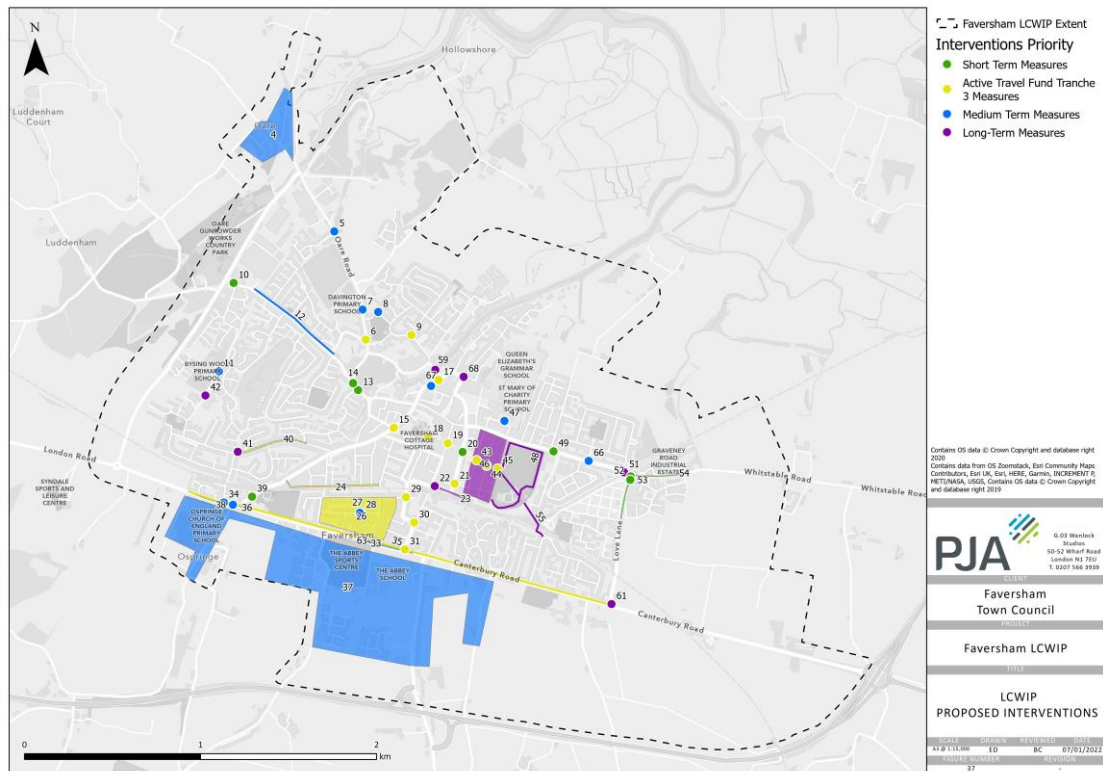 N
Hollowshore
Luddenham
Court
Oare
4
OARE
GUNPOWDER
WORKS
COUNTRY
PARK
Luddenham
5
Oare Road
10
DAVINGTON
PRIMARY
SCHOOL
7
8
12
6
9
BYSING WOOD
PRIMARY
SCHOOL
11
42
14
13
59
17
67
68
QUEEN
ELIZABETH'S
GRAMMAR
SCHOOL
ST MARY OF
CHARITY
PRIMARY
SCHOOL
47
15
18
FAVERSHAM
COTTAGE
HOSPITAL
19
20
43
46
45
44
48
49
66
GRAVENEY
ROAD
INDUSTRIAL
ESTATE
51
52
53
54
Whitstable Road
Whitstable Road
41
40
London Road
SYNDALE
SPORTS AND
LEISURE
CENTRE
39
24
22
21
23
55
34
38
36
OSPRINGE
CHURCH OF
ENGLAND
PRIMARY
SCHOOL
Ospringe
27
28
26
29
30
Faversham
63
33
35
31
THE ABBEY
SPORTS
CENTRE
THE ABBEY
SCHOOL
37
Canterbury Road
Love Lane
61
Canterbury Road
0
1
2
km
Faversham LCWIP Extent
Interventions Priority
Short Term Measures
Active Travel Fund Tranche
3 Measures
Medium Term Measures
Long-Term Measures
Contains OS data © Crown Copyright and database right
2020
Contains data from OS Zoomstack, Esri Community Maps
Contributors, Esri UK, Esri, HERE, Garmin, INCREMENT P,
METI/NASA, USGS, Contains OS data © Crown Copyright
and database right 2019
PJA
G.03 Wenlock
Studios
50-52 Wharf Road
London N1 7EU
T. 0207 566 3939
CLIENT
Faversham
Town Council
PROJECT
Faversham LCWIP
TITLE
LCWIP
PROPOSED INTERVENTIONS
SCALE DRAWN REVIEWED DATE
A3 @ 1:15,000 ED BC 07/01/2022
FIGURE NUMBER REVISION
37 -